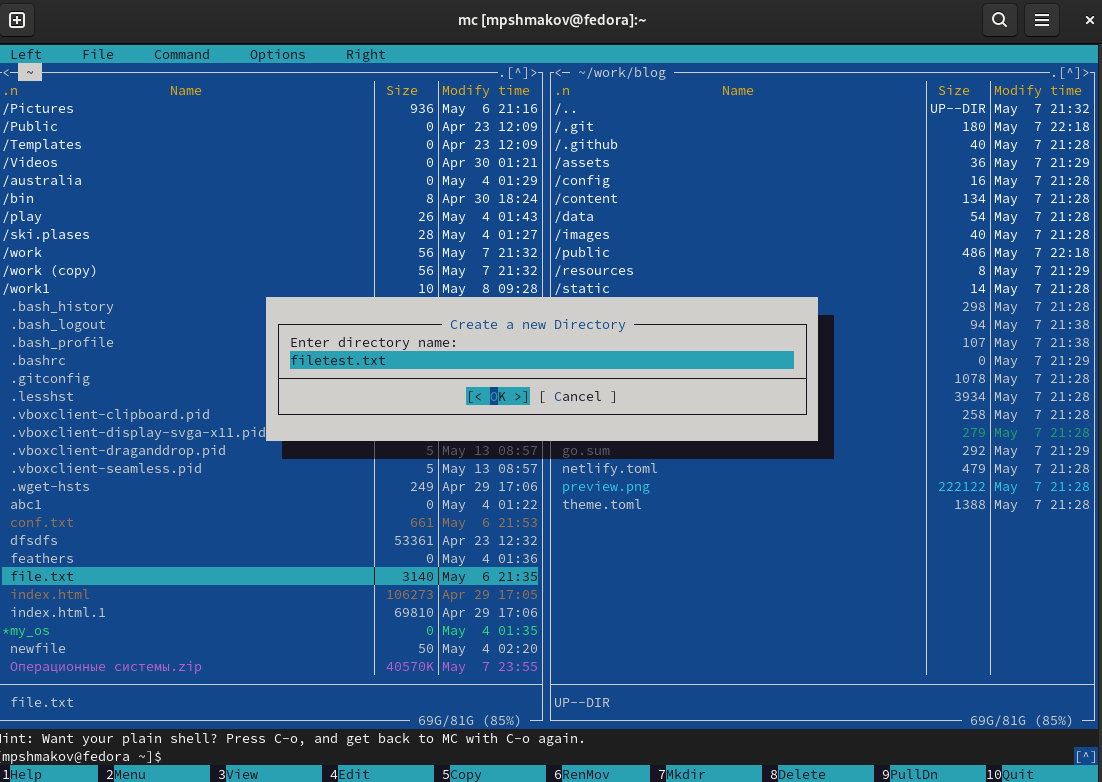 mc [mpshmakov@fedora]:~
Left File Command Options Right
<─ ~ .[^]> <─ ~/work/blog .[^]>
.n Name Size Modify time .n Name Size Modify time
/Pictures 936 May 6 21:16 /.. UP--DIR May 7 21:32
/Public 0 Apr 23 12:09 /.git 180 May 7 22:18
/Templates 0 Apr 23 12:09 /.github 40 May 7 21:28
/Videos 0 Apr 30 01:21 /assets 36 May 7 21:29
/australia 0 May 4 01:29 /config 16 May 7 21:28
/bin 8 Apr 30 18:24 /content 134 May 7 21:28
/play 26 May 4 01:43 /data 54 May 7 21:28
/ski.plases 28 May 4 01:27 /images 40 May 7 21:28
/work 56 May 7 21:32 /public 486 May 7 22:18
/work (copy) 56 May 7 21:32 /resources 8 May 7 21:29
/work1 10 May 8 09:28 /static 14 May 7 21:28
.bash_history 298 May 7 21:28
.bash_logout Create a new Directory 94 May 7 21:38
.bash_profile Enter directory name: 107 May 7 21:38
.bashrc filetest.txt 0 May 7 21:29
.gitconfig 1078 May 7 21:28
.lesshst [< OK >] [ Cancel ] 3934 May 7 21:28
.vboxclient-clipboard.pid 258 May 7 21:28
.vboxclient-display-svga-x11.pid 279 May 7 21:28
.vboxclient-draganddrop.pid 5 May 13 08:57 go.sum 292 May 7 21:29
.vboxclient-seamless.pid 5 May 13 08:57 netlify.toml 479 May 7 21:28
.wget-hsts 249 Apr 29 17:06 preview.png 222122 May 7 21:28
abc1 0 May 4 01:22 theme.toml 1388 May 7 21:28
conf.txt 661 May 6 21:53
dfsdfs 53361 Apr 23 12:32
feathers 0 May 4 01:36
file.txt 3140 May 6 21:35
index.html 106273 Apr 29 17:05
index.html.1 69810 Apr 29 17:06
*my_os 0 May 4 01:35
newfile 50 May 4 02:20
Операционные системы.zip 40570K May 7 23:55
file.txt UP--DIR
69G/81G (85%) 69G/81G (85%)
Hint: Want your plain shell? Press C-o, and get back to MC with C-o again.
[mpshmakov@fedora ~]$ [^]
1Help 2Menu 3View 4Edit 5Copy 6RenMov 7Mkdir 8Delete 9PullDn 10Quit